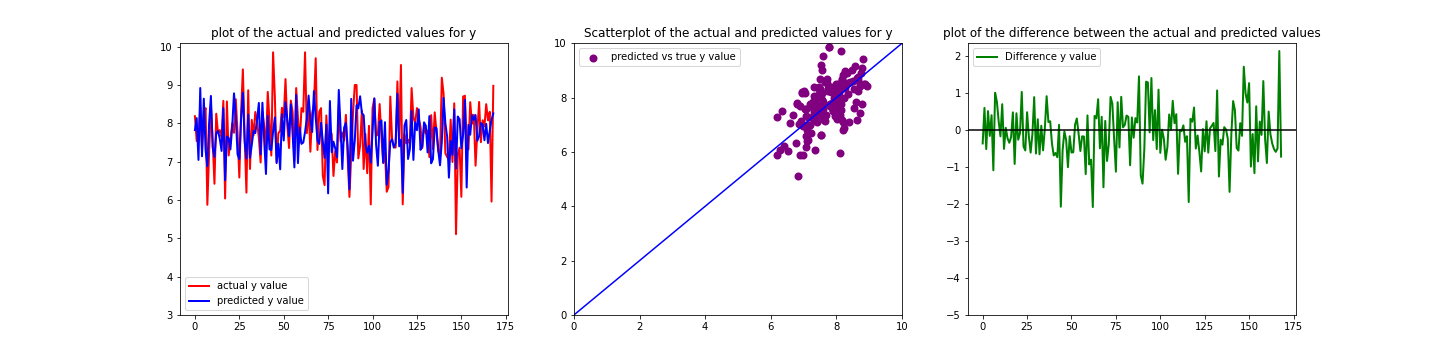 plot of the actual and predicted values for y
10
9
8
7
6
5
4
3
actual y value
predicted y value
0 25 50 75 100 125 150 175
Scatterplot of the actual and predicted values for y
10
8
6
4
2
0
predicted vs true y value
0 2 4 6 8 10
plot of the difference between the actual and predicted values
2
1
0
−1
−2
−3
−4
−5
Difference y value
0 25 50 75 100 125 150 175